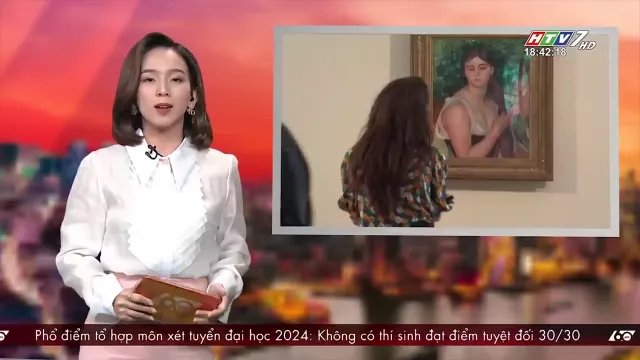 HTV7 HD
18:42:18
Phổ điểm tổ hợp môn xét tuyển đại học 2024: Không có thí sinh đạt điểm tuyệt đối 30/30